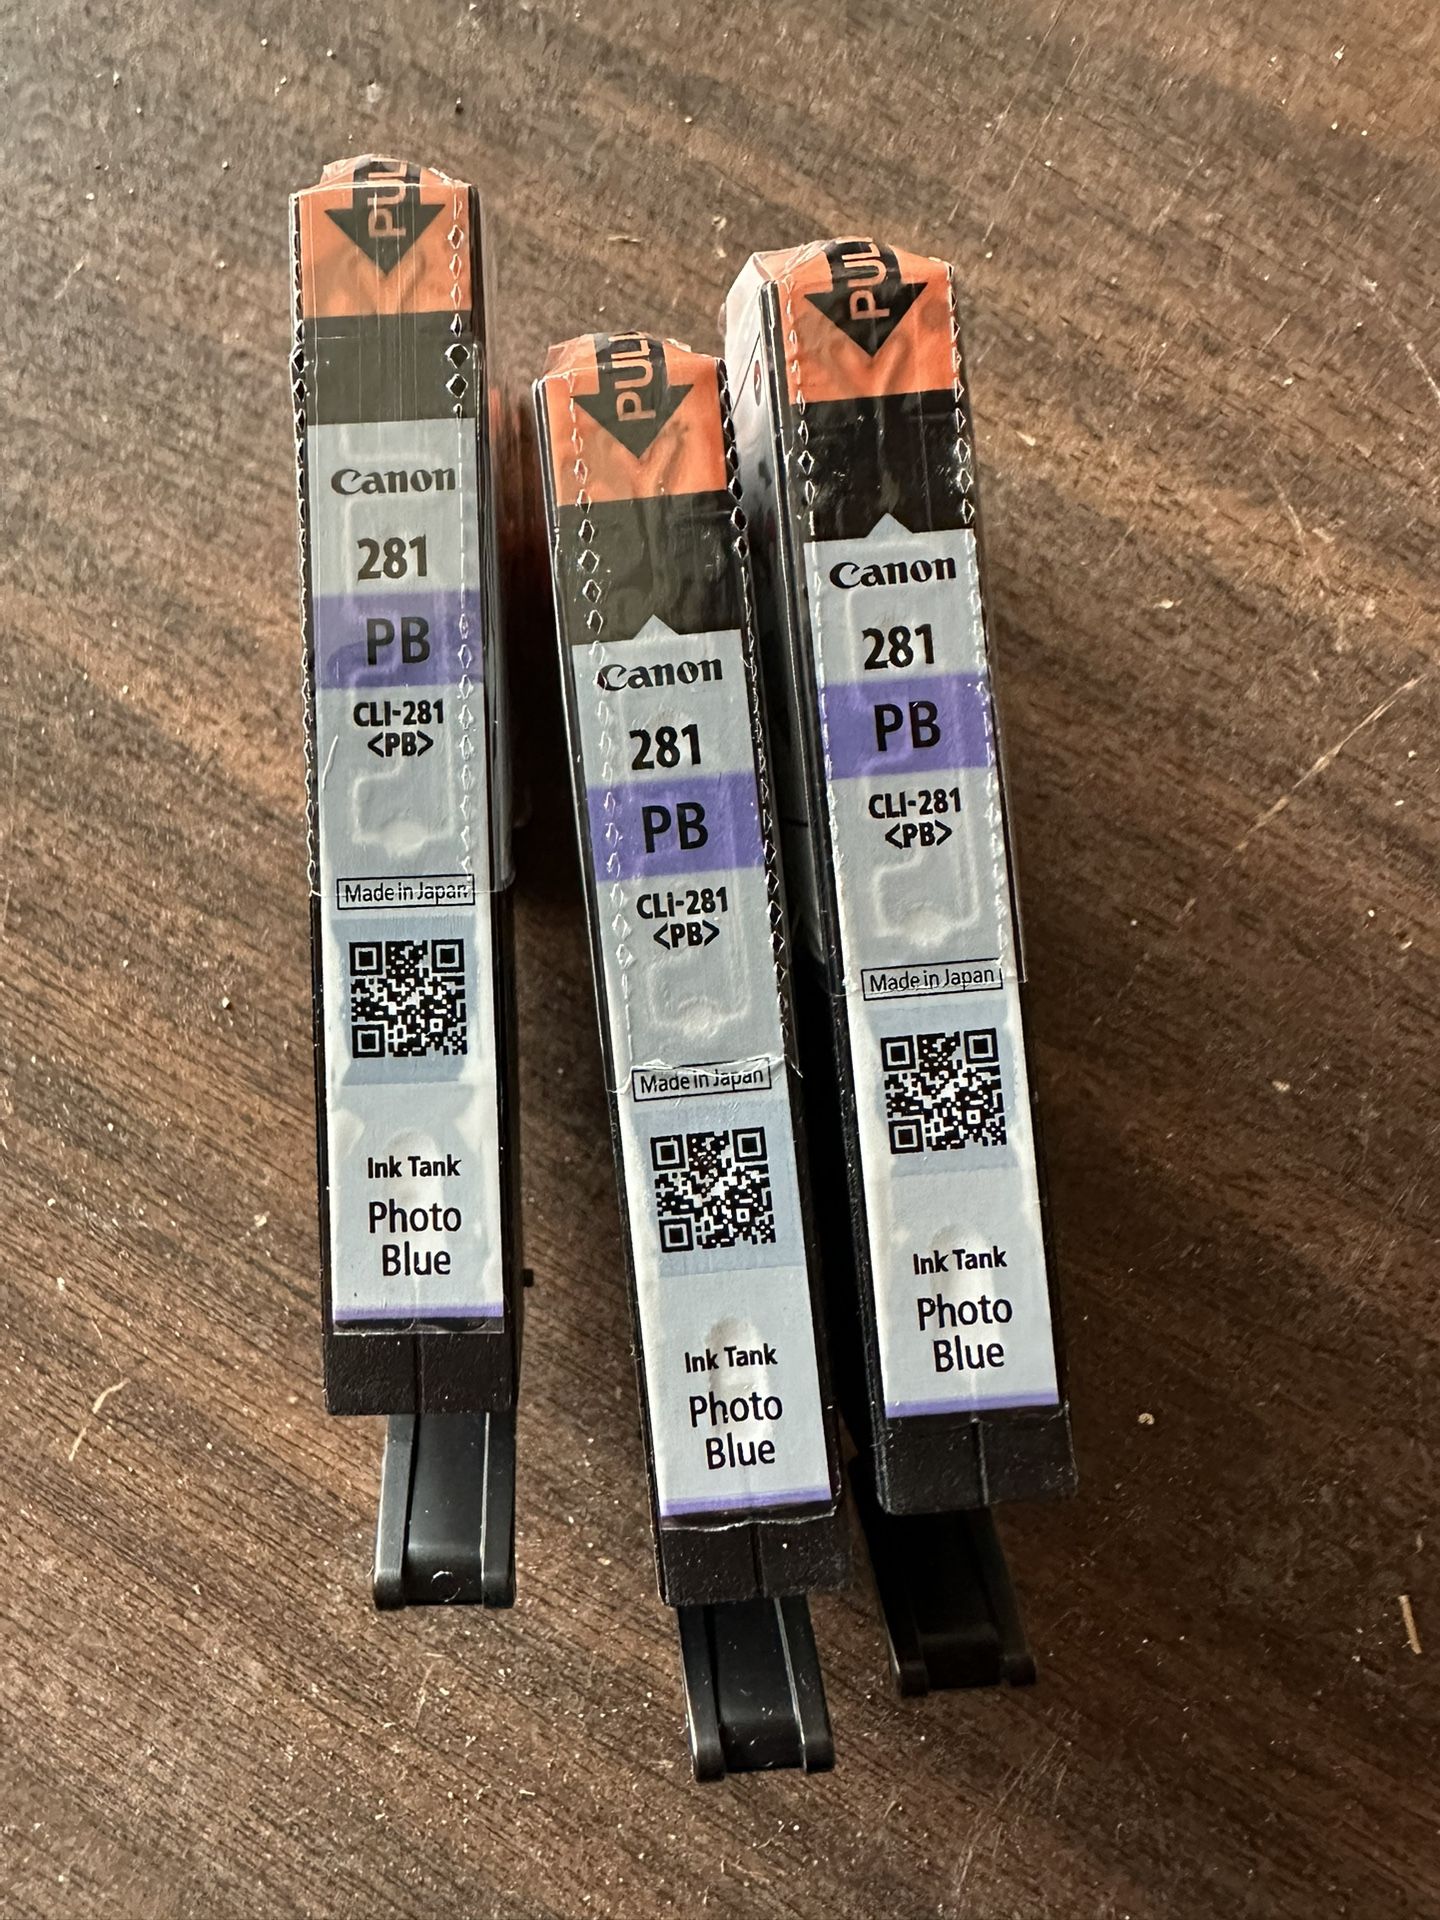 PUL
Canon
281
PB
CLI-281
<PB>
Made in Japan
Ink Tank
Photo
Blue
PULL
Canon
281
PB
CLI-281
<PB>
Made in Japan
Ink Tank
Photo
Blue
PULL
Canon
281
PB
CLI-281
<PB>
Made in Japan
Ink Tank
Photo
Blue